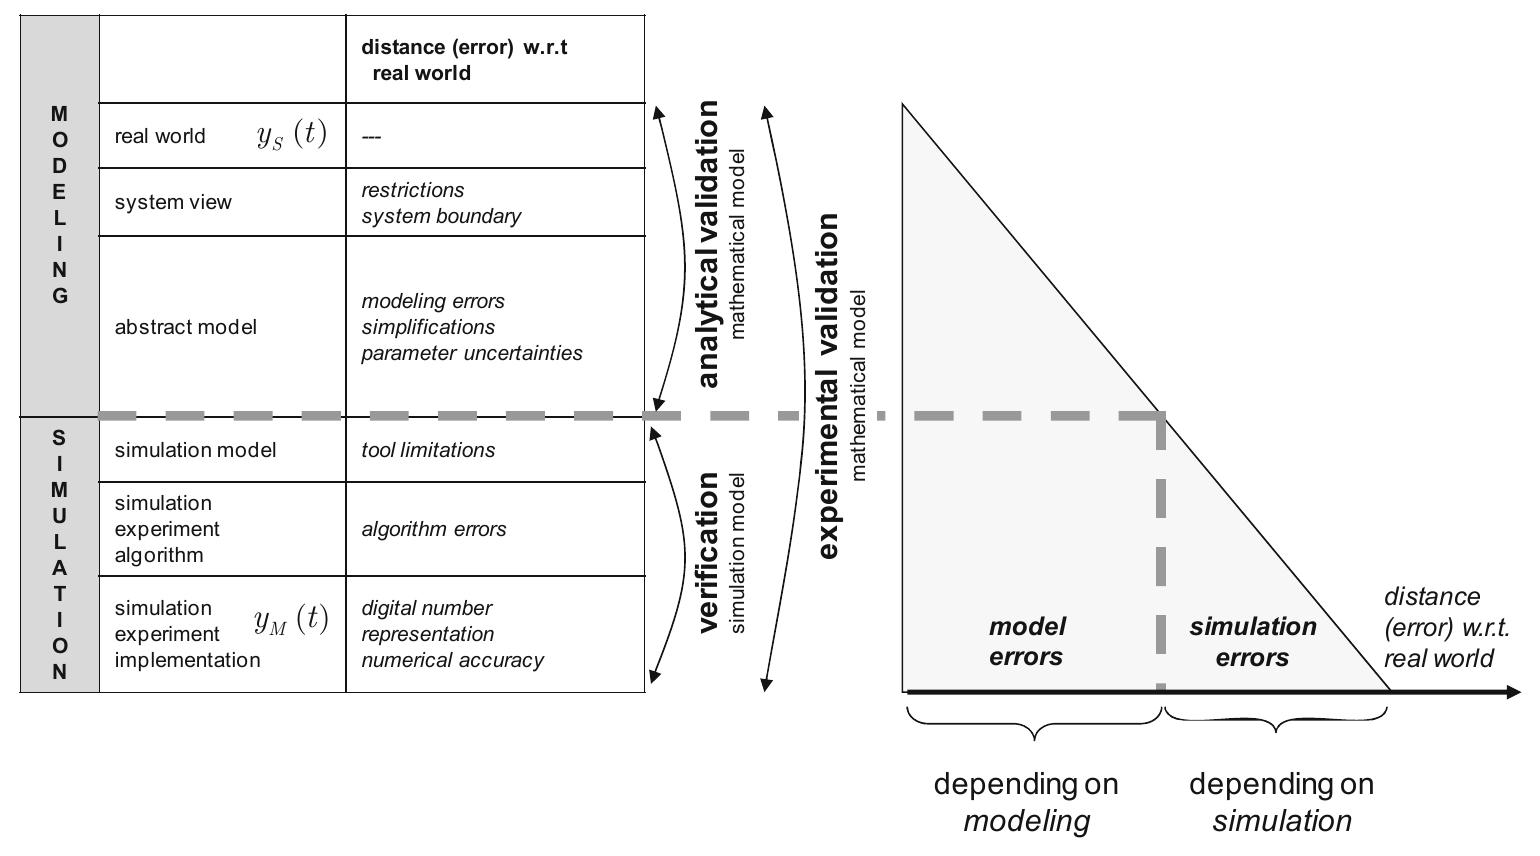 MODELING
distance (error) w.r.t
real world
real world y_S (t)
---
system view
restrictions
system boundary
abstract model
modeling errors
simplifications
parameter uncertainties
SIMULATION
simulation model
tool limitations
simulation
experiment
algorithm
algorithm errors
simulation
experiment y_M (t)
implementation
digital number
representation
numerical accuracy
analytical validation
mathematical model
verification
simulation model
experimental validation
mathematical model
model
errors
simulation
errors
distance
(error) w.r.t.
real world
depending on
modeling
depending on
simulation